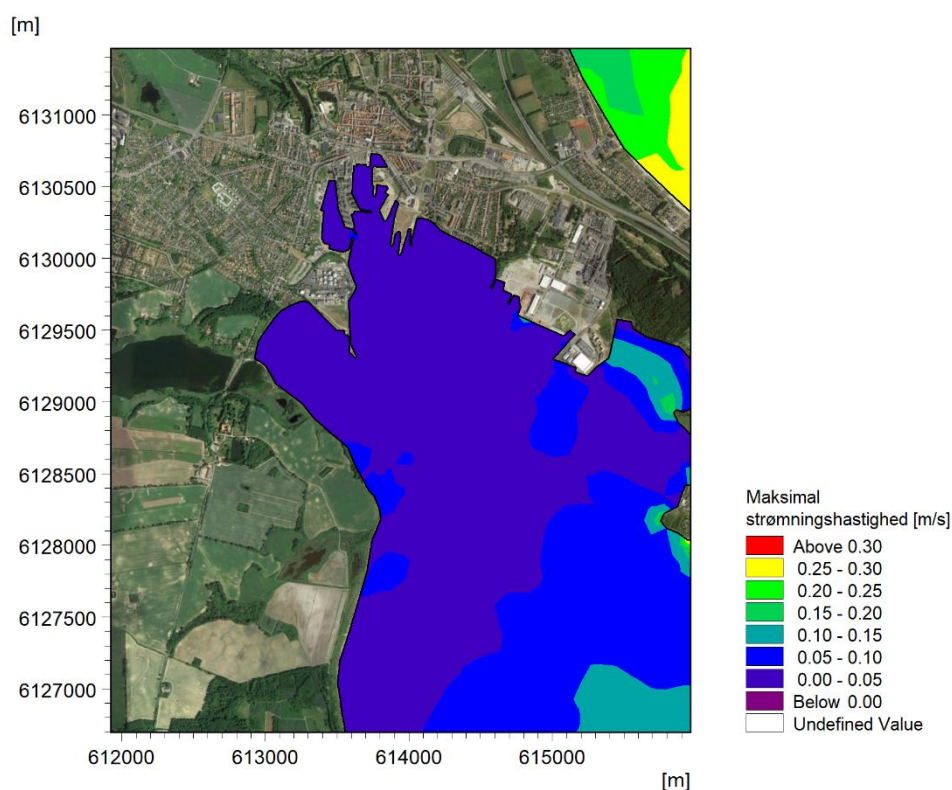 [m]
6131000
6130500
6130000
6129500
6129000
6128500
6128000
6127500
6127000
612000
613000
614000
615000
[m]
Maksimal
strømningshastighed [m/s]
Above 0.30
0.25 - 0.30
0.20 - 0.25
0.15 - 0.20
0.10 - 0.15
0.05 - 0.10
0.00 - 0.05
Below 0.00
Undefined Value